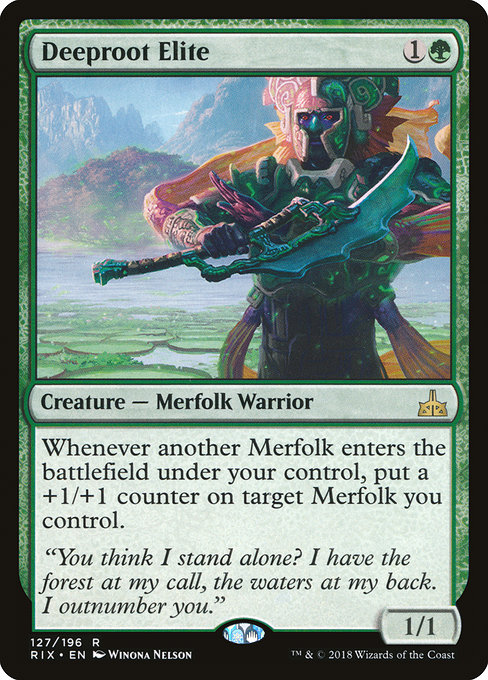 Deeproot Elite 1
Creature — Merfolk Warrior
Whenever another Merfolk enters the
battlefield under your control, put a
+1/+1 counter on target Merfolk you
control.
“You think I stand alone? I have the
forest at my call, the waters at my back.
I outnumber you.”
1/1
127/196 R
RIX • EN Winona Nelson
™ & © 2018 Wizards of the Coast